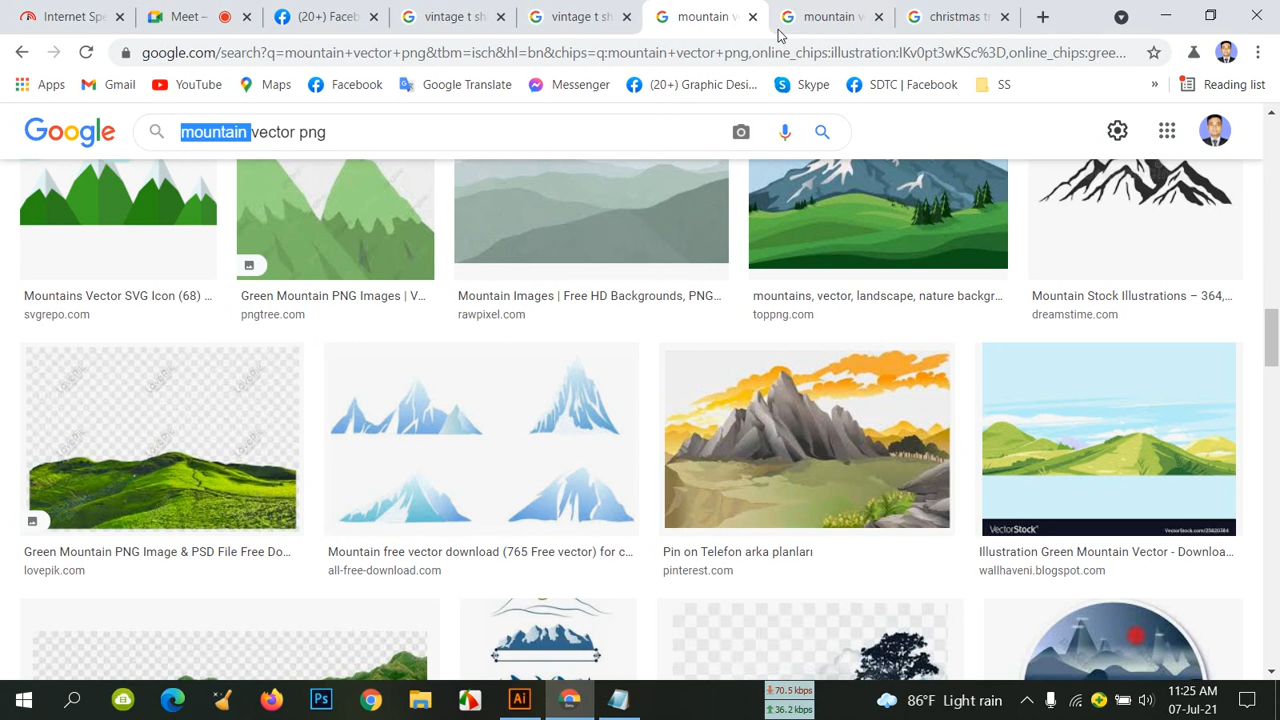 Internet Spe
Meet –
(20+) Faceb
vintage t sh
vintage t sh
mountain v
mountain v
christmas tr
google.com/search?q=mountain+vector+png&tbm=isch&hl=bn&chips=q:mountain+vector+png,online_chips:illustration:lKv0pt3wKSc%3D,online_chips:gree...
Apps
Gmail
YouTube
Maps
Facebook
Google Translate
Messenger
(20+) Graphic Desi...
Skype
SDTC | Facebook
SS
»
Reading list
Google
mountain vector png
Mountains Vector SVG Icon (68) ...
svgrepo.com
Green Mountain PNG Images | V...
pngtree.com
Mountain Images | Free HD Backgrounds, PNG...
rawpixel.com
mountains, vector, landscape, nature backgr...
toppng.com
Mountain Stock Illustrations – 364,...
dreamstime.com
VectorStock
VectorStock.com/25620384
Green Mountain PNG Image & PSD File Free Do...
lovepik.com
Mountain free vector download (765 Free vector) for c...
all-free-download.com
Pin on Telefon arka planları
pinterest.com
Illustration Green Mountain Vector - Downloa...
wallhaveni.blogspot.com
Ps
Ai
70.5 kbps
36.2 kbps
86°F Light rain
11:25 AM
07-Jul-21